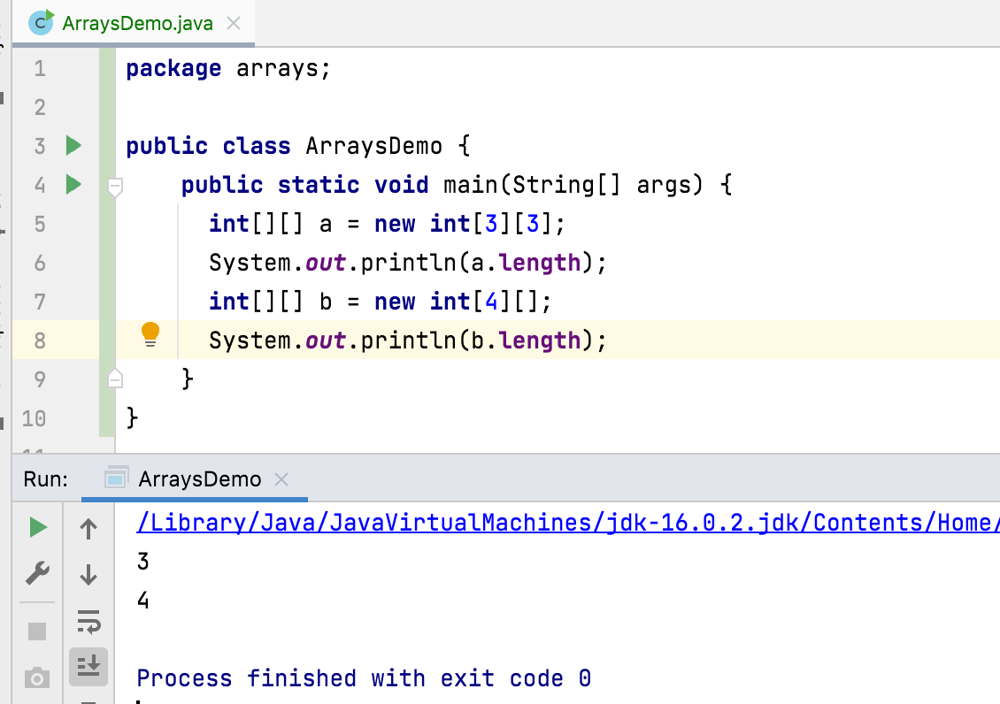 ArraysDemo.java
1 package arrays;
2
3 public class ArraysDemo {
4 public static void main(String[] args) {
5 int[][] a = new int[3][3];
6 System.out.println(a.length);
7 int[][] b = new int[4][];
8 System.out.println(b.length);
9 }
10 }
11
Run: ArraysDemo
/Library/Java/JavaVirtualMachines/jdk-16.0.2.jdk/Contents/Home/
3
4
Process finished with exit code 0